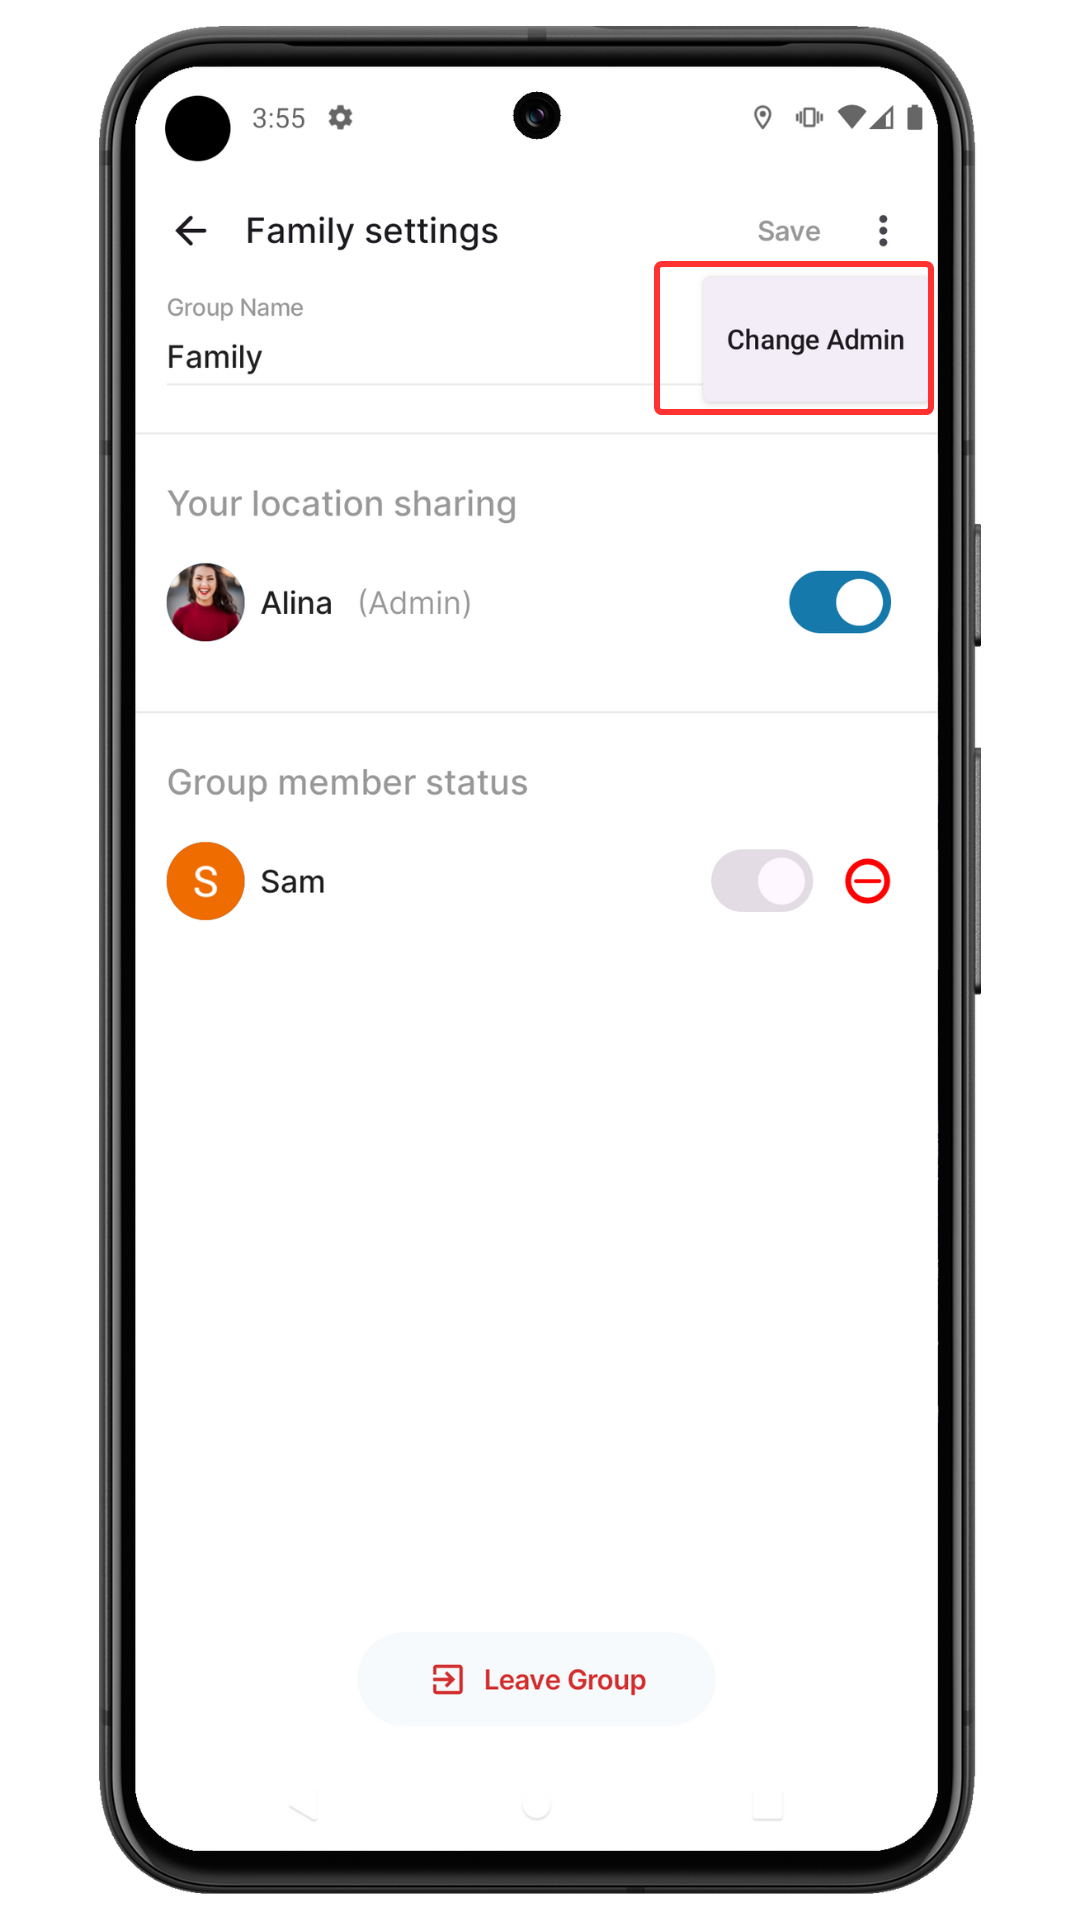 3:55
Family settings
Save
Group Name
Change Admin
Family
Your location sharing
Alina (Admin)
Group member status
S Sam
Leave Group